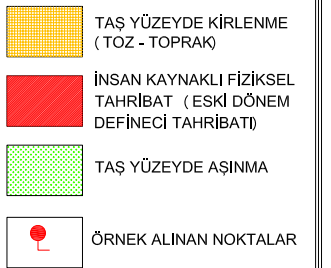 TAŞ YÜZEYDE KİRLENME
( TOZ - TOPRAK)
İNSAN KAYNAKLI FİZİKSEL
TAHRİBAT ( ESKİ DÖNEM
DEFİNECİ TAHRİBATI)
TAŞ YÜZEYDE AŞINMA
ÖRNEK ALINAN NOKTALAR